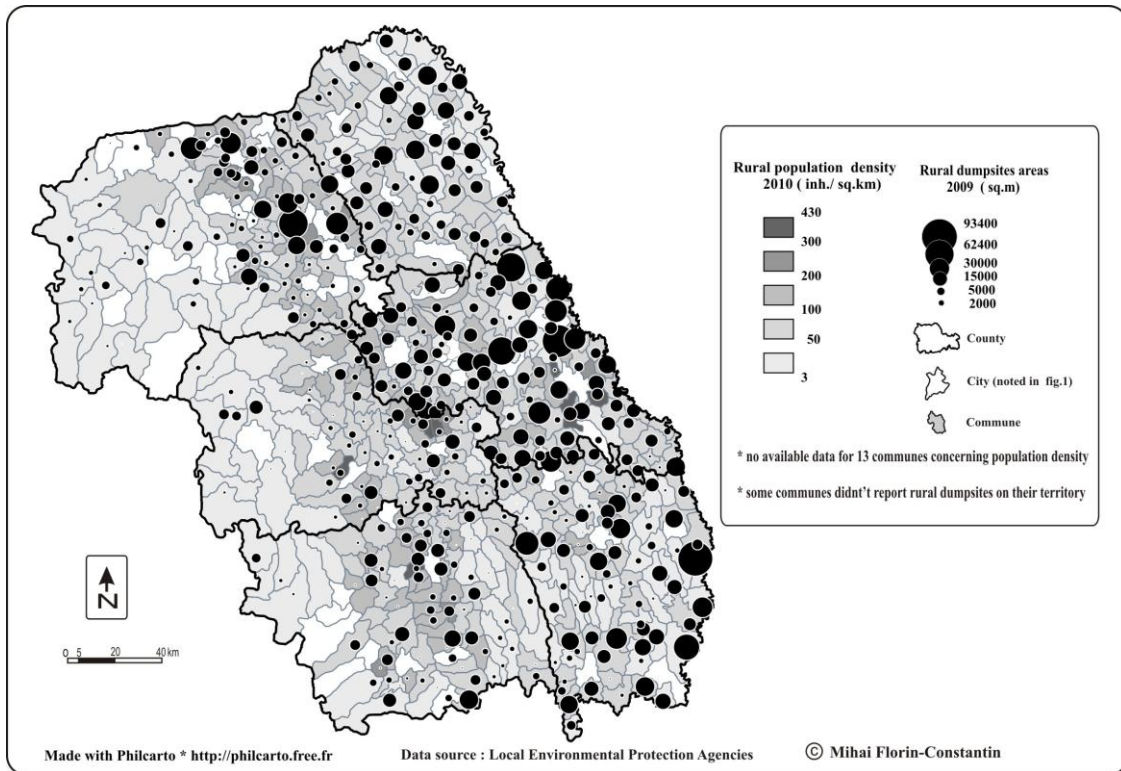 Rural population density
2010 ( inh./ sq.km)
430
300
200
100
50
3
Rural dumpsites areas
2009 ( sq.m)
93400
62400
30000
15000
5000
2000
County
City (noted in fig.1)
Commune
* no available data for 13 communes concerning population density
* some communes didnt't report rural dumpsites on their territory
N
0 5 20 40 km
Made with Philcarto * http://philcarto.free.fr
Data source : Local Environmental Protection Agencies
© Mihai Florin-Constantin